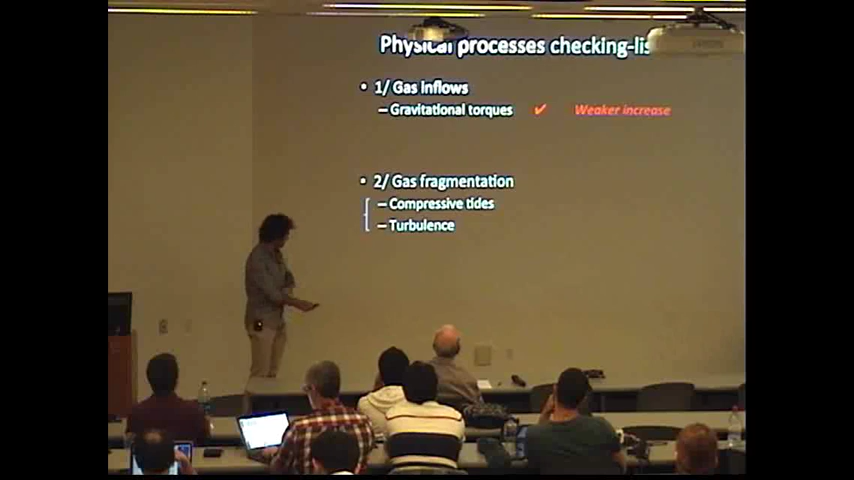 Physical processes checking-lis
• 1/ Gas inflows
– Gravitational torques ✓ Weaker increase
• 2/ Gas fragmentation
– Compressive tides
– Turbulence